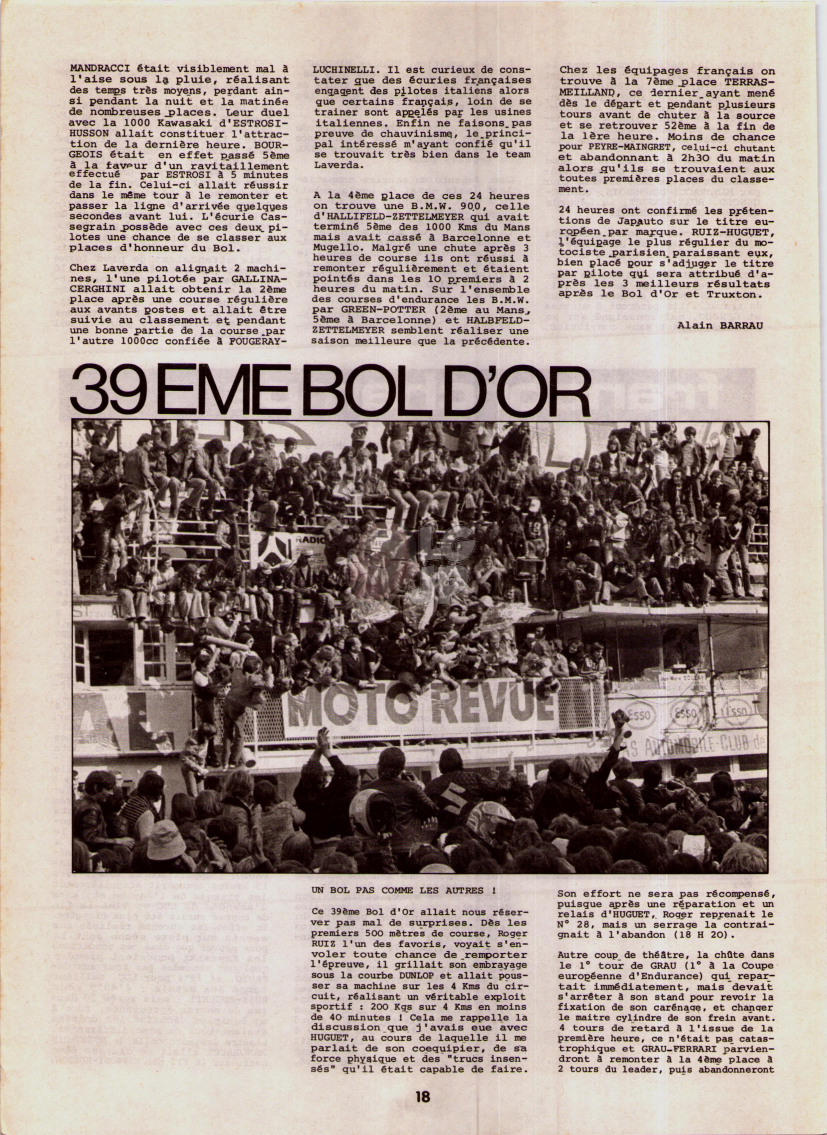 MANDRACCI était visiblement mal à
l'aise sous la pluie, réalisant
des temps très moyens, perdant ain-
si pendant la nuit et la matinée
de nombreuses places. Leur duel
avec la 1000 Kawasaki d'ESTROSI-
HUSSON allait constituer l'attrac-
tion de la dernière heure. BOUR-
GEOIS était en effet passé 5ème
à la faveur d'un ravitaillement
effectué par ESTROSI à 5 minutes
de la fin. Celui-ci allait réussir
dans le même tour à le remonter et
passer la ligne d'arrivée quelques
secondes avant lui. L'écurie Cas-
segrain possède avec ces deux pi-
lotes une chance de se classer aux
places d'honneur du Bol.

Chez Laverda on alignait 2 machi-
nes, l'une pilotée par GALLINA-
CERGHINI allait obtenir la 2ème
place après une course régulière
aux avants postes et allait être
suivie au classement et pendant
une bonne partie de la course par
l'autre 1000cc confiée à FOUGERAY-
LUCHINELLI. Il est curieux de cons-
tater que des écuries françaises
engagent des pilotes italiens alors
que certains français, loin de se
trainer sont appelés par les usines
italiennes. Enfin ne faisons pas
preuve de chauvinisme, le princi-
pal intéressé m'ayant confié qu'il
se trouvait très bien dans le team
Laverda.

A la 4ème place de ces 24 heures
on trouve une B.M.W. 900, celle
d'HALLIFELD-ZETTELMEYER qui avait
terminé 5ème des 1000 Kms du Mans
mais avait cassé à Barcelonne et
Mugello. Malgré une chute après 3
heures de course ils ont réussi à
remonter régulièrement et étaient
pointés dans les 10 premiers à 2
heures du matin. Sur l'ensemble
des courses d'endurance les B.M.W.
par GREEN-POTTER (2ème au Mans,
5ème à Barcelonne) et HALBFELD-
ZETTELMEYER semblent réaliser une
saison meilleure que la précédente.

Chez les équipages français on
trouve à la 7ème place TERRAS-
MEILLAND, ce dernier ayant mené
dès le départ et pendant plusieurs
tours avant de chuter à la source
et se retrouver 52ème à la fin de
la 1ère heure. Moins de chance
pour PEYRE-MAINGRET, celui-ci chutant
et abandonnant à 2h30 du matin
alors qu'ils se trouvaient aux
toutes premières places du classe-
ment.

24 heures ont confirmé les préten-
tions de Japauto sur le titre eu-
ropéen par marque. RUIZ-HUGUET,
l'équipage le plus régulier du mo-
tociste parisien paraissant eux,
bien placé pour s'adjuger le titre
par pilote qui sera attribué d'a-
près les 3 meilleurs résultats
après le Bol d'Or et Truxton.

Alain BARRAU

39EME BOL D'OR

RADIO
MOTO REVUE
ESSO
ESSO
ESSO
S AUTOMOBILE-CLUB de

UN BOL PAS COMME LES AUTRES !

Ce 39ème Bol d'Or allait nous réser-
ver pas mal de surprises. Dès les
premiers 500 mètres de course, Roger
RUIZ l'un des favoris, voyait s'en-
voler toute chance de remporter
l'épreuve, il grillait son embrayage
sous la courbe DUNLOP et allait pous-
ser sa machine sur les 4 Kms du cir-
cuit, réalisant un véritable exploit
sportif : 200 Kgs sur 4 Kms en moins
de 40 minutes ! Cela me rappelle la
discussion que j'avais eue avec
HUGUET, au cours de laquelle il me
parlait de son coequipier, de sa
force physique et des "trucs insen-
sés" qu'il était capable de faire.
Son effort ne sera pas récompensé,
puisque après une réparation et un
relais d'HUGUET, Roger reprenait le
N° 28, mais un serrage la contrai-
gnait à l'abandon (18 H 20).

Autre coup de théâtre, la chûte dans
le 1° tour de GRAU (1° à la Coupe
européenne d'Endurance) qui repar-
tait immédiatement, mais devait
s'arrêter à son stand pour revoir la
fixation de son carénage, et changer
le maitre cylindre de son frein avant.
4 tours de retard à l'issue de la
première heure, ce n'était pas catas-
trophique et GRAU-FERRARI parvien-
dront à remonter à la 4ème place à
2 tours du leader, puis abandonneront

18